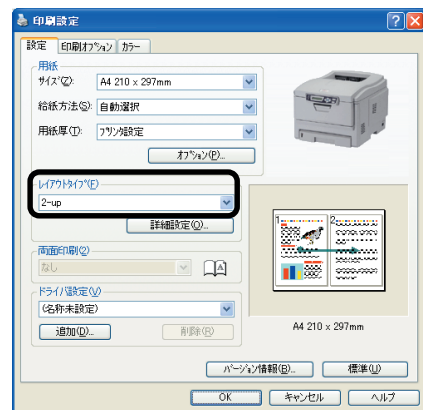 印刷設定
設定 印刷オプション カラー
用紙
サイズ(Z): A4 210 x 297mm
給紙方法(S): 自動選択
用紙厚(T): プリンタ設定
オプション(P)...
レイアウトタイプ(F)
2-up
詳細設定(O)...
両面印刷(2)
なし
A
ドライバ設定(V)
(名称未設定)
追加(D)...
削除(R)
1
2
A4 210 x 297mm
バージョン情報(B)...
標準(U)
OK
キャンセル
ヘルプ